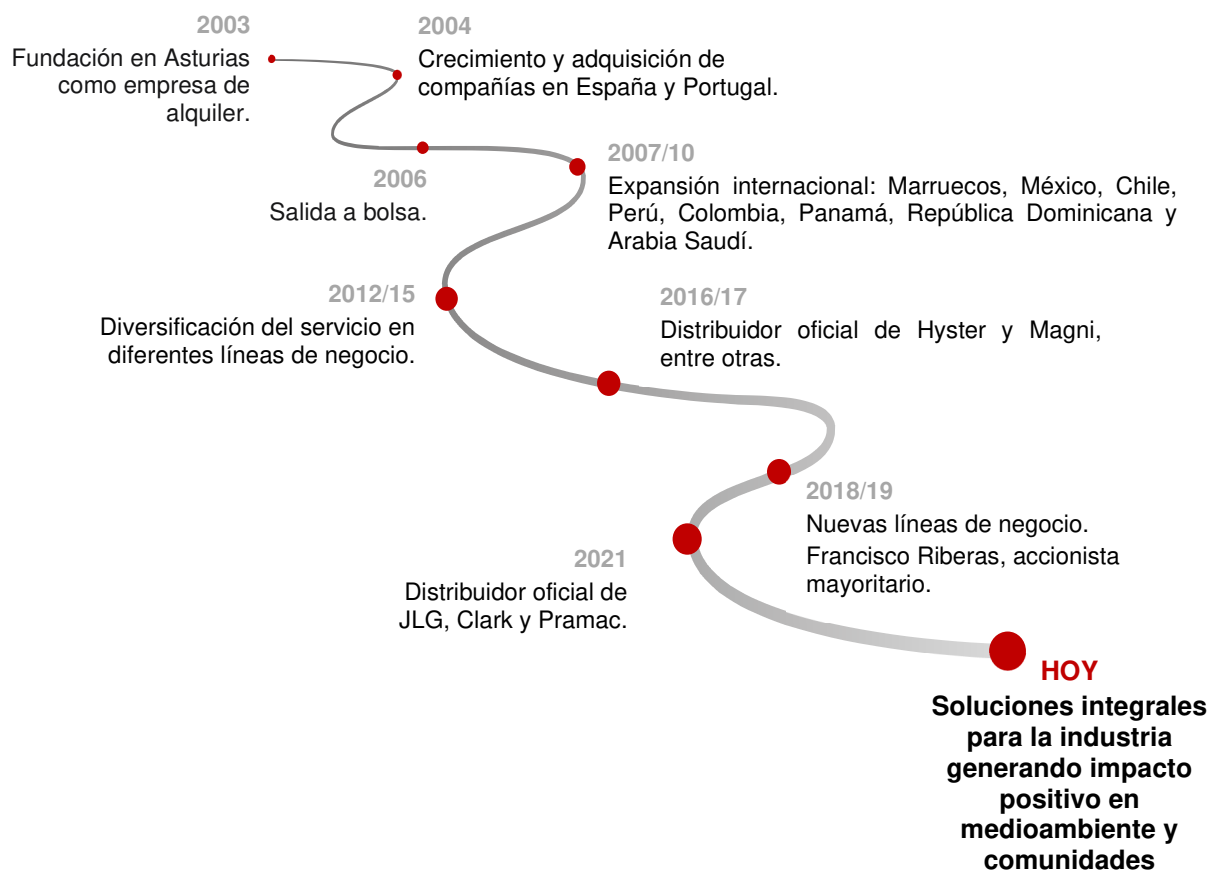 2003
Fundación en Asturias
como empresa de
alquiler.
2004
Crecimiento y adquisición de
compañías en España y Portugal.
2006
Salida a bolsa.
2007/10
Expansión internacional: Marruecos, México, Chile,
Perú, Colombia, Panamá, República Dominicana y
Arabia Saudí.
2012/15
Diversificación del servicio en
diferentes líneas de negocio.
2016/17
Distribuidor oficial de Hyster y Magni,
entre otras.
2018/19
Nuevas líneas de negocio.
Francisco Riberas, accionista
mayoritario.
2021
Distribuidor oficial de
JLG, Clark y Pramac.
HOY
Soluciones integrales
para la industria
generando impacto
positivo en
medioambiente y
comunidades